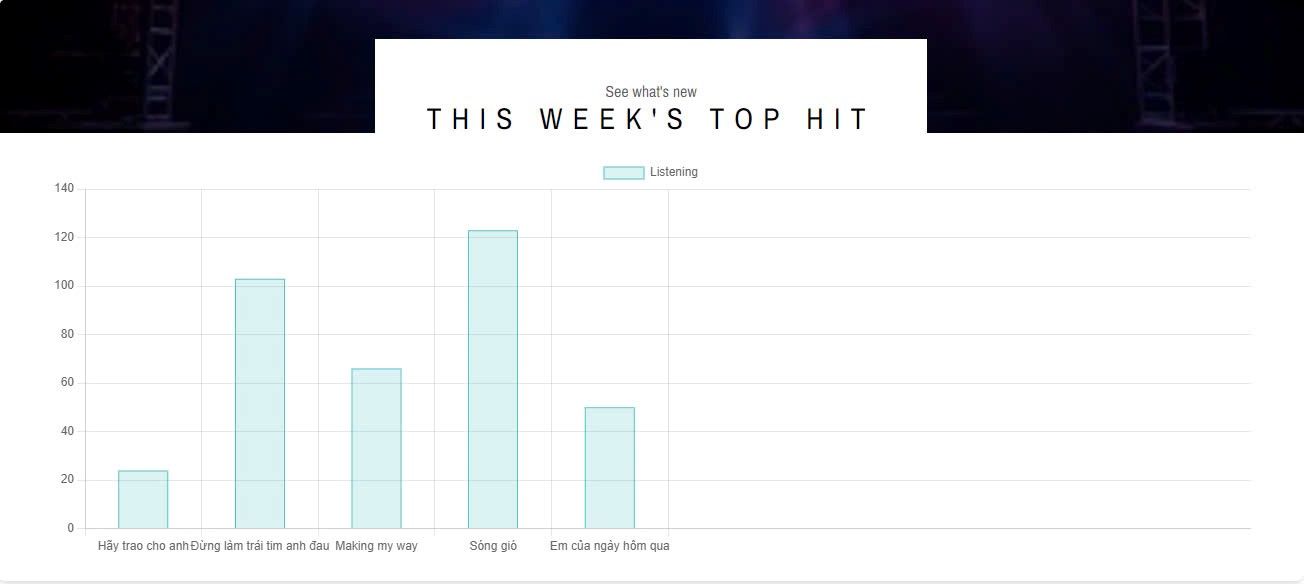 See what's new
THIS WEEK'S TOP HIT
Listening
140
120
100
80
60
40
20
0
Hãy trao cho anh Đừng làm trái tim anh đau Making my way Sóng gió Em của ngày hôm qua